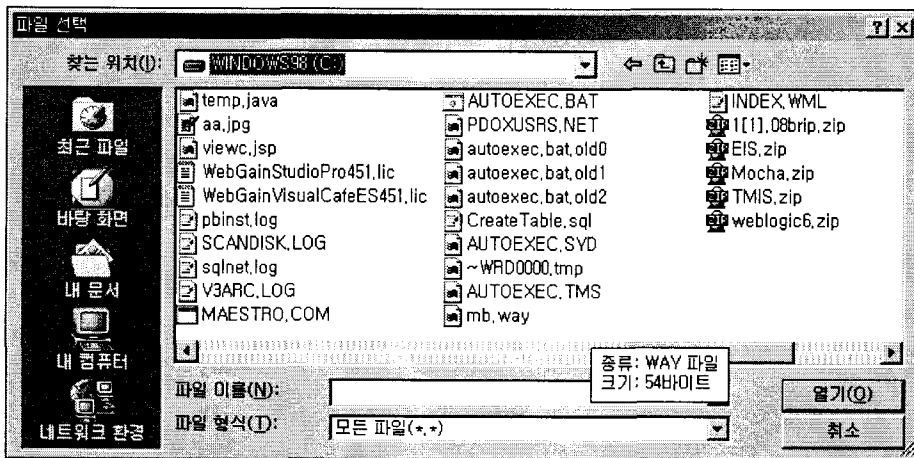 파일 선택
찾는 위치(I): WINDOWS98 (C:)
최근 파일
바탕 화면
내 문서
내 컴퓨터
네트워크 환경
temp.java
aa.jpg
viewc.jsp
WebGainStudioPro451.lic
WebGainVisualCafeES451.lic
pbinst.log
SCANDISK.LOG
sqlnet.log
V3ARC.LOG
MAESTRO.COM
AUTOEXEC.BAT
PDOXUSRS.NET
autoexec.bat.old0
autoexec.bat.old1
autoexec.bat.old2
CreateTable.sql
AUTOEXEC.SYD
~WRD0000.tmp
AUTOEXEC.TMS
mb.way
INDEX.WML
1[1].08brip.zip
EIS.zip
Mocha.zip
TMIS.zip
weblogic6.zip
종류: WAY 파일
크기: 54바이트
파일 이름(N):
열기(O)
파일 형식(T): 모든 파일(*.*)
취소